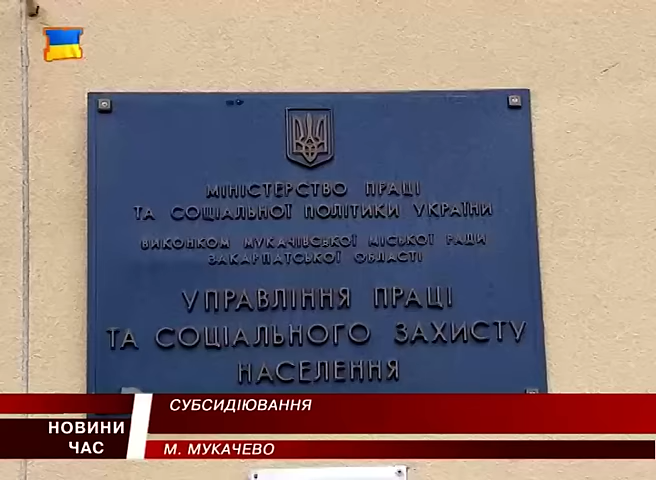 МІНІСТЕРСТВО ПРАЦІ
ТА СОЦІАЛЬНОЇ ПОЛІТИКИ УКРАЇНИ
ВИКОНКОМ МУКАЧІВСЬКОЇ МІСЬКОЇ РАДИ
ЗАКАРПАТСЬКОЇ ОБЛАСТІ
УПРАВЛІННЯ ПРАЦІ
ТА СОЦІАЛЬНОГО ЗАХИСТУ
НАСЕЛЕННЯ
СУБСИДІЮВАННЯ
НОВИНИ
ЧАС
М. МУКАЧЕВО